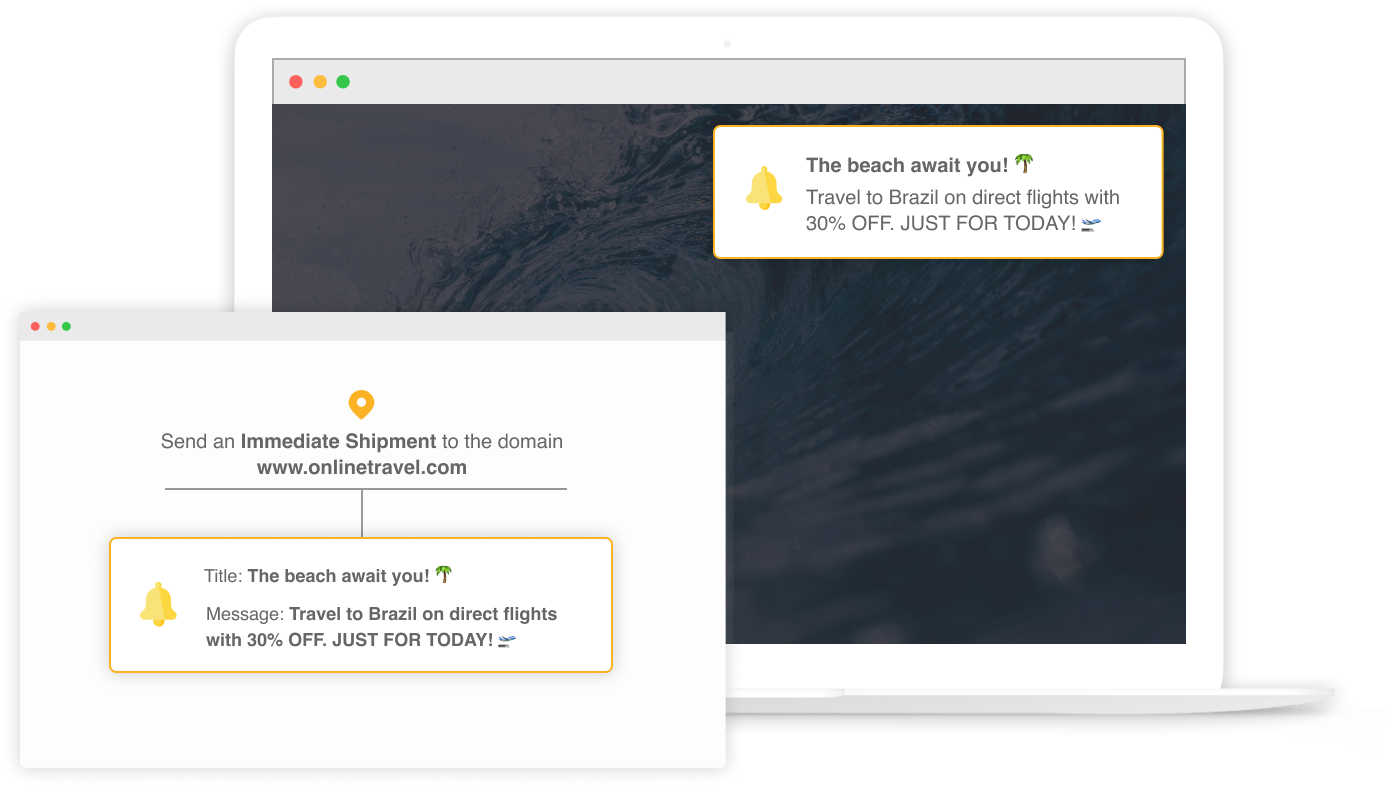 The beach await you! 🌴
Travel to Brazil on direct flights with
30% OFF. JUST FOR TODAY! 🛫
Send an Immediate Shipment to the domain
www.onlinetravel.com
Title: The beach await you! 🌴
Message: Travel to Brazil on direct flights
with 30% OFF. JUST FOR TODAY! 🛫